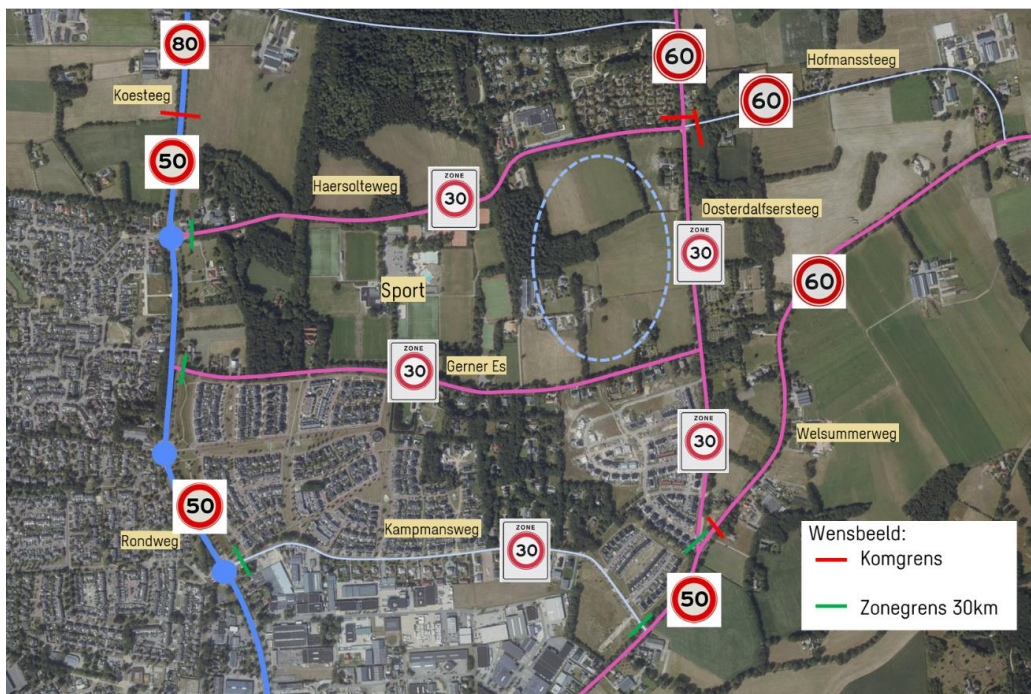 80
60
Hofmanssteeg
60
Koesteeg
50
Haersolteweg
ZONE
30
Oosterdalfsersteeg
ZONE
30
Sport
60
Gerner Es
ZONE
30
ZONE
30
Welsummerweg
50
Kampmansweg
Rondweg
ZONE
30
50
Wensbeeld:
Komgrens
Zonegrens 30km